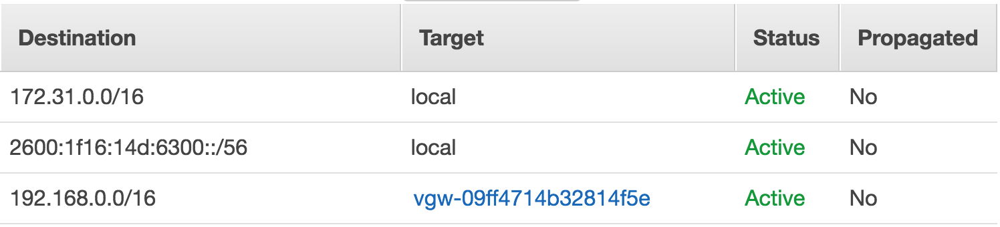 Destination Target Status Propagated
172.31.0.0/16 local Active No
2600:1f16:14d:6300::/56 local Active No
192.168.0.0/16 vgw-09ff4714b32814f5e Active No